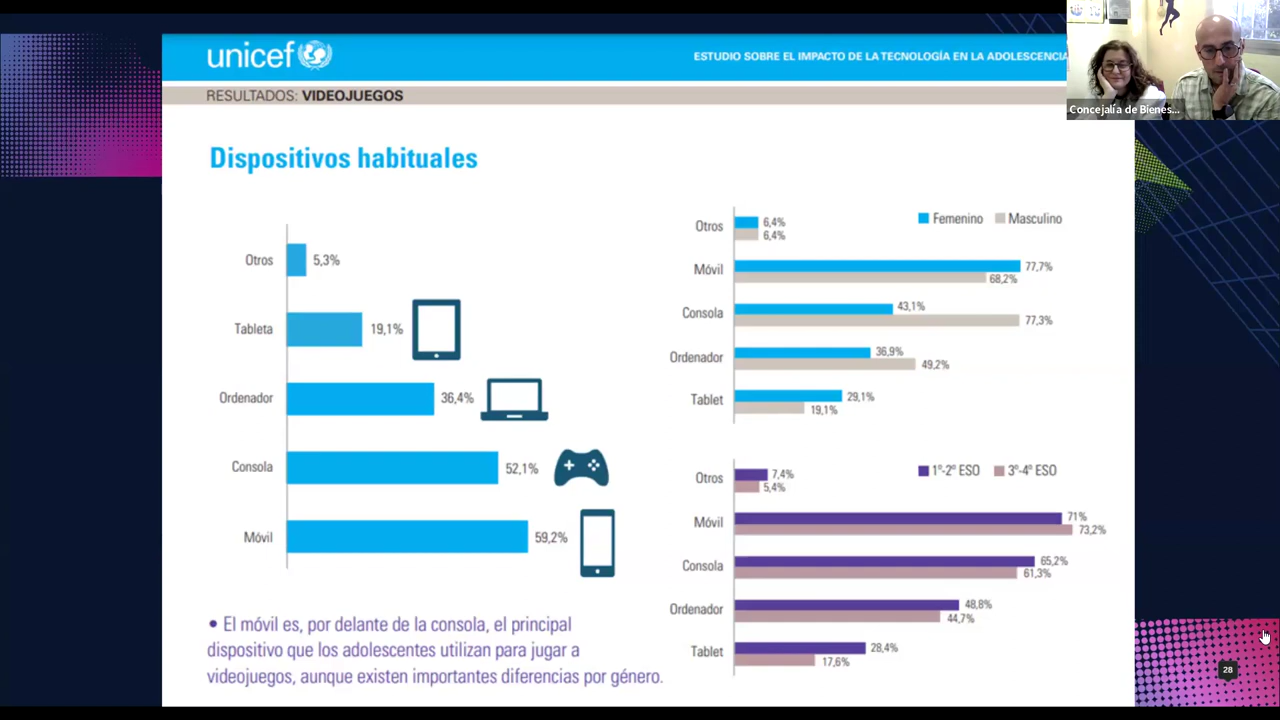 unicef
ESTUDIO SOBRE EL IMPACTO DE LA TECNOLOGÍA EN LA ADOLESCENCIA
Concejalía de Bienes...
RESULTADOS: VIDEOJUEGOS
Dispositivos habituales
Otros 5,3%
Tableta 19,1%
Ordenador 36,4%
Consola 52,1%
Móvil 59,2%
Femenino Masculino
Otros 6,4% 6,4%
Móvil 77,7% 68,2%
Consola 43,1% 77,3%
Ordenador 36,9% 49,2%
Tablet 29,1% 19,1%
1º-2º ESO 3º-4º ESO
Otros 7,4% 5,4%
Móvil 71% 73,2%
Consola 65,2% 61,3%
Ordenador 48,8% 44,7%
Tablet 28,4% 17,6%
• El móvil es, por delante de la consola, el principal
dispositivo que los adolescentes utilizan para jugar a
videojuegos, aunque existen importantes diferencias por género.
28